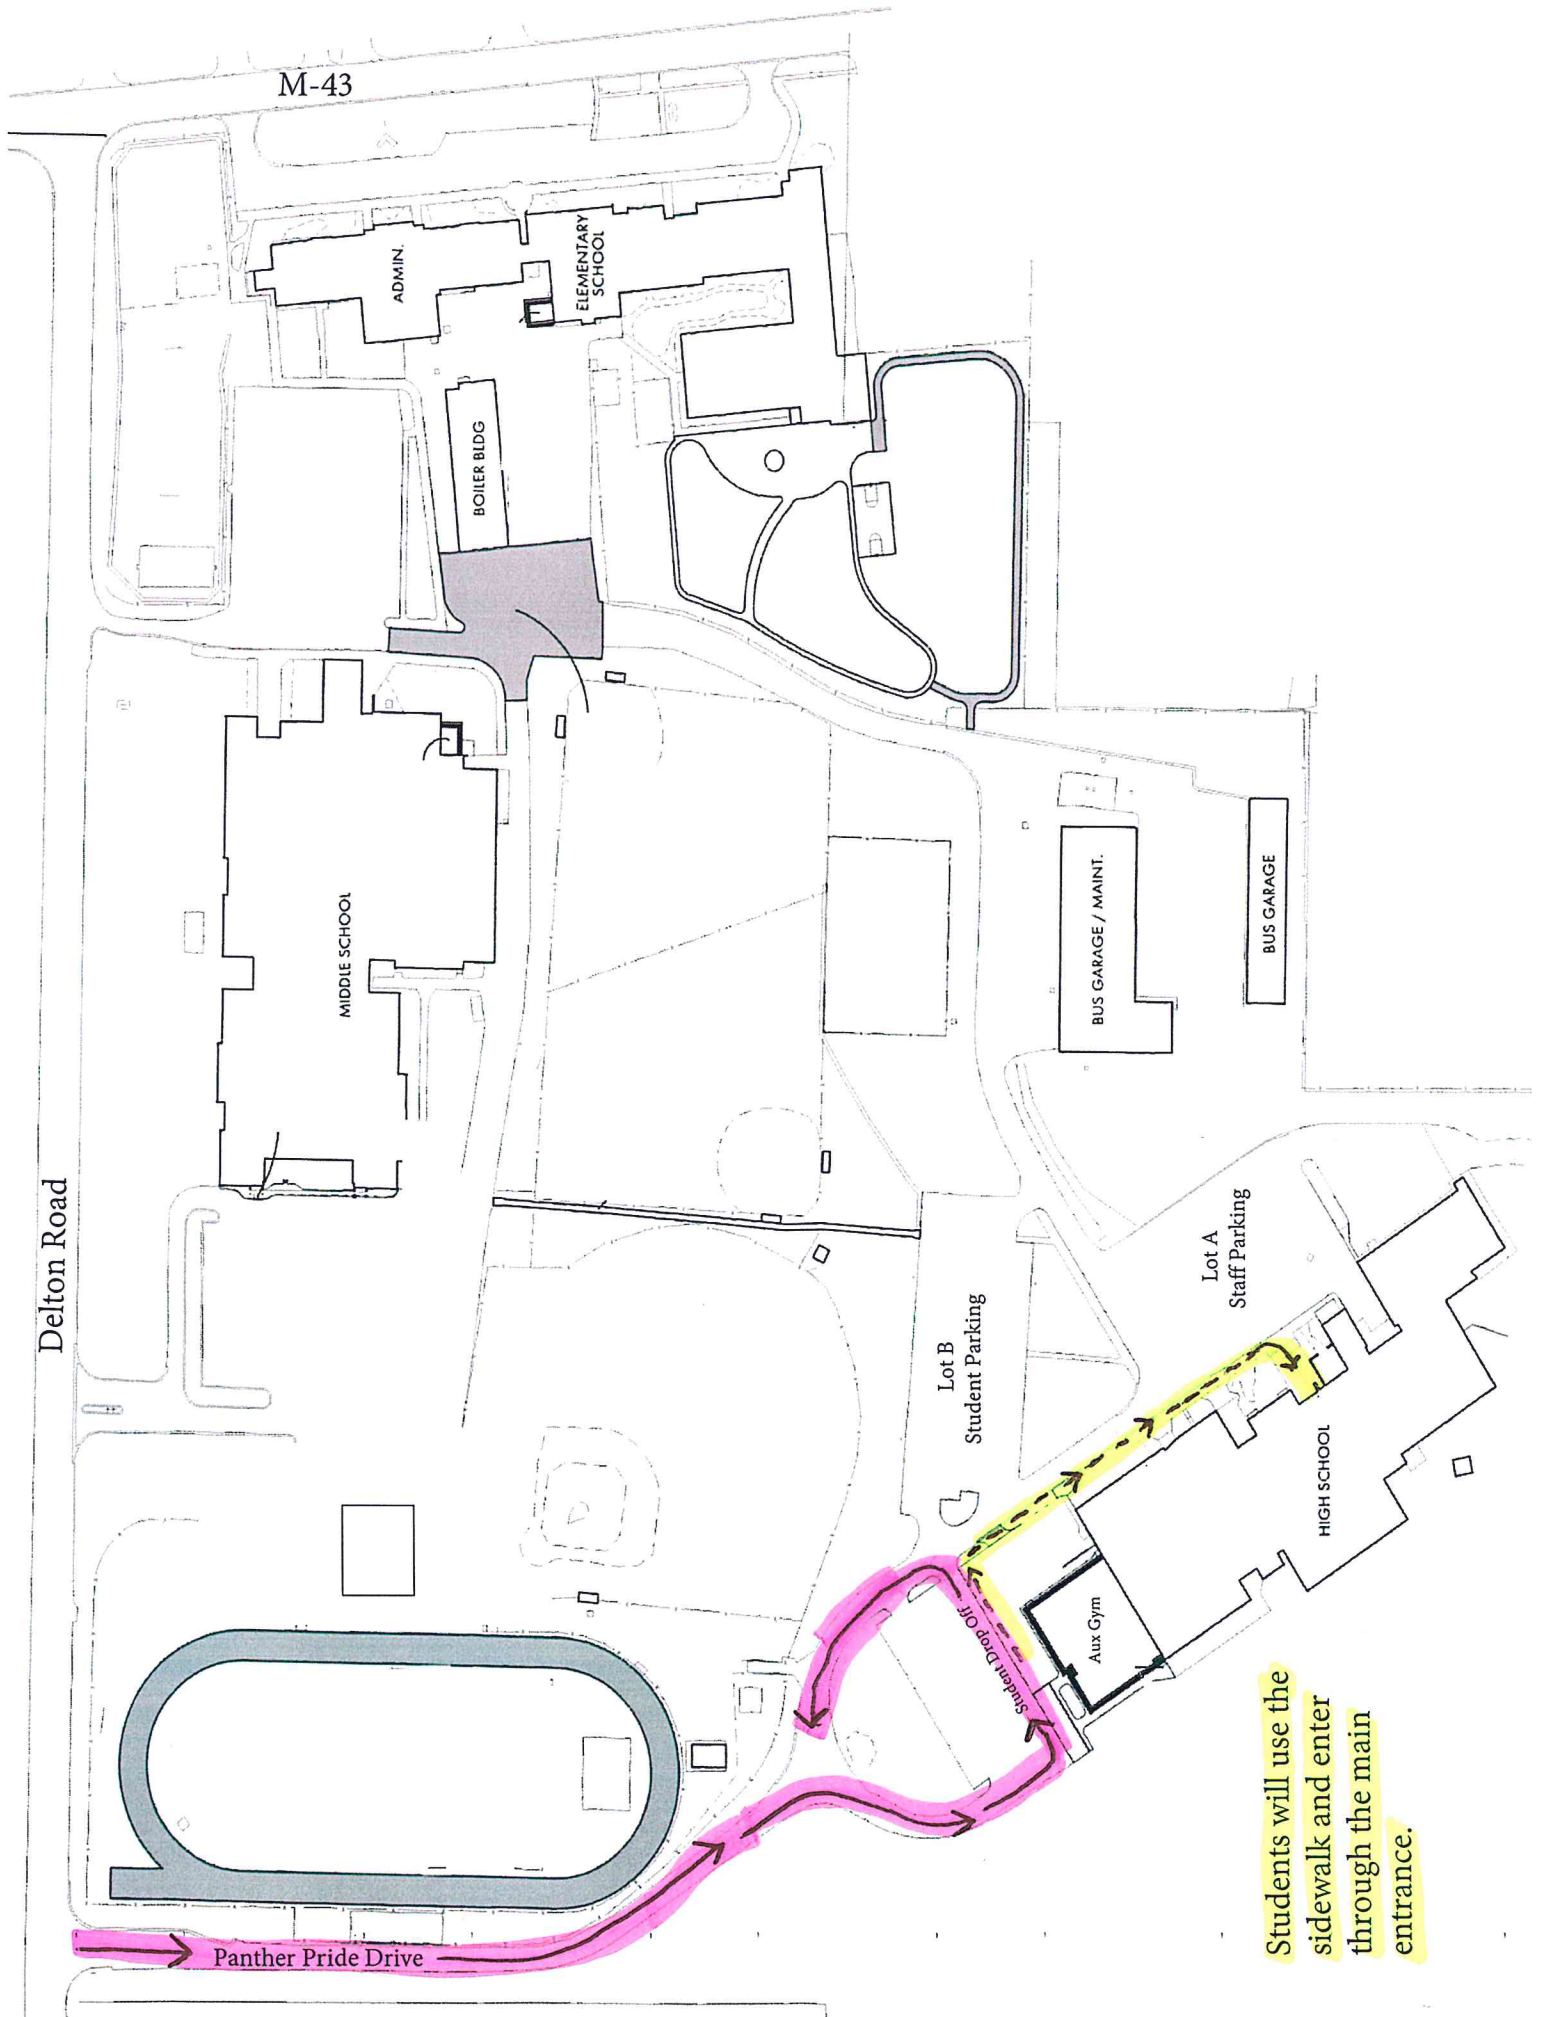 M-43
ADMIN.
ELEMENTARY
SCHOOL
BOILER BLDG
MIDDLE SCHOOL
BUS GARAGE / MAINT.
BUS GARAGE
Delton Road
Lot A
Staff Parking
Lot B
Student Parking
HIGH SCHOOL
Aux Gym
Student Drop Off
Panther Pride Drive
Students will use the
sidewalk and enter
through the main
entrance.